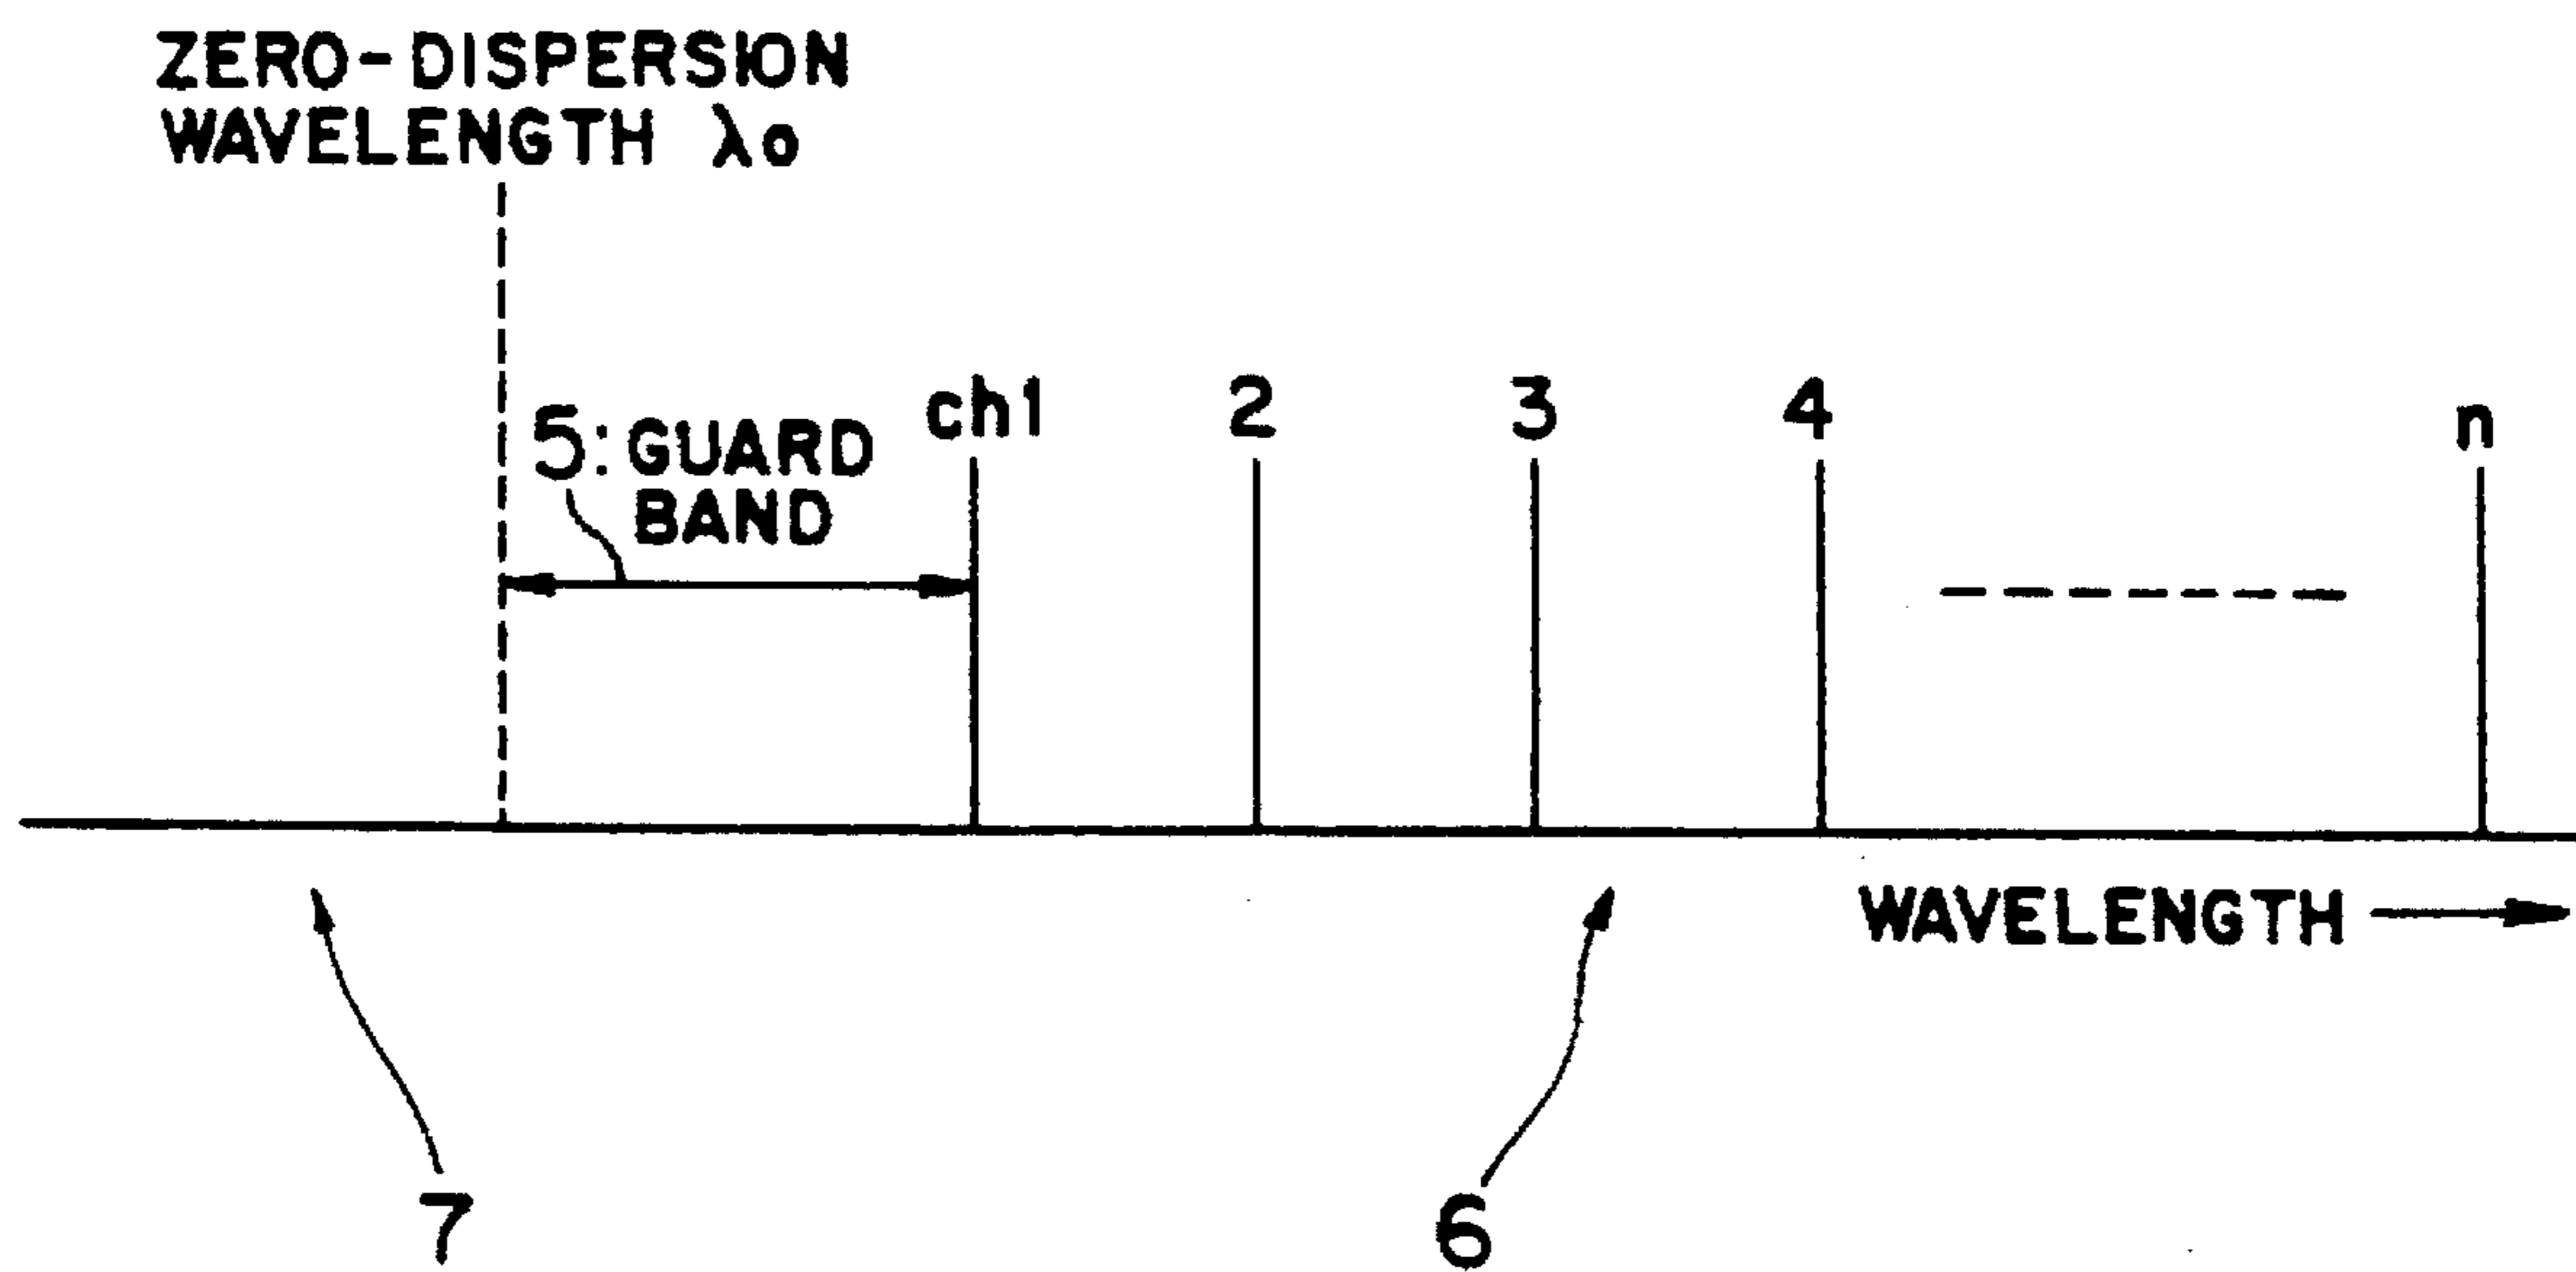 ZERO-DISPERSION
WAVELENGTH λo
5: GUARD
BAND
ch1 2 3 4 n
WAVELENGTH
7 6